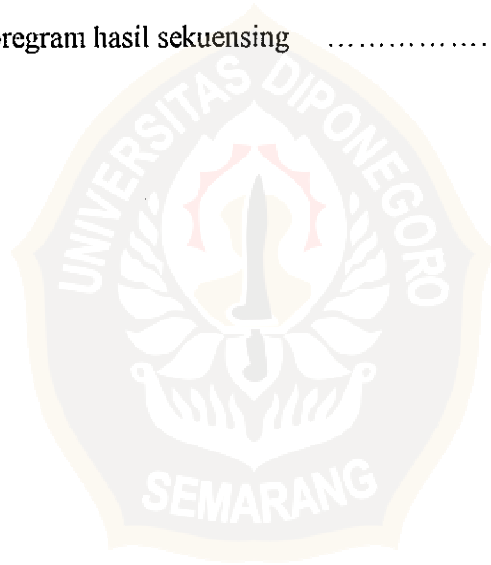 regram hasil sekuensing ................
UNIVERSITAS DIPONEGORO
SEMARANG